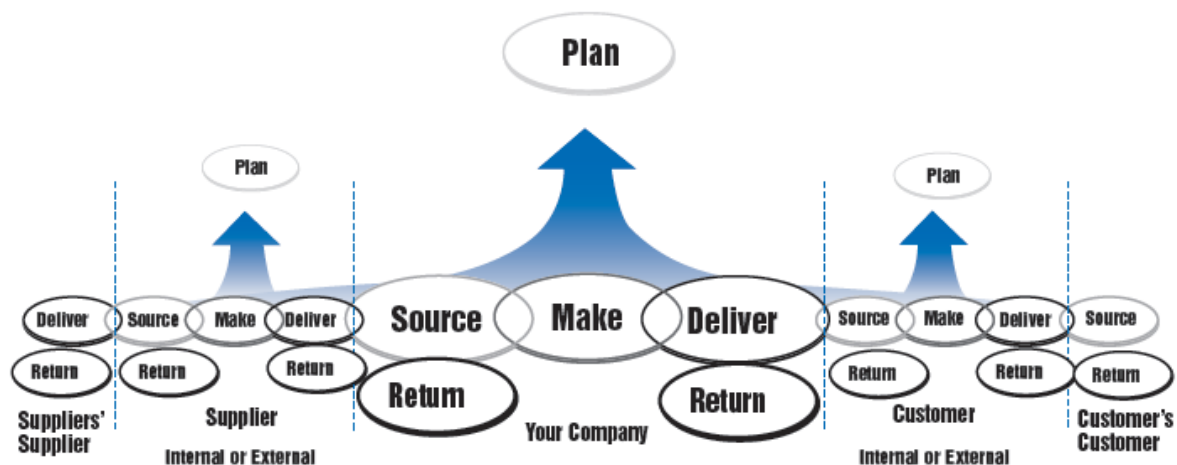 Plan
Plan
Plan
Deliver
Source
Make
Deliver
Source
Make
Deliver
Source
Make
Deliver
Source
Return
Return
Return
Return
Return
Return
Return
Return
Suppliers'
Supplier
Supplier
Internal or External
Your Company
Customer
Internal or External
Customer's
Customer